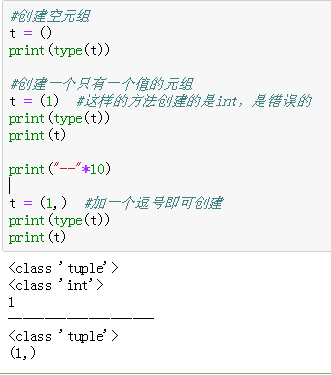 #创建空元组
t = ()
print(type(t))
#创建一个只有一个值的元组
t = (1)  #这样的方法创建的是int，是错误的
print(type(t))
print(t)
print("--"*10)
t = (1,)  #加一个逗号即可创建
print(type(t))
print(t)
<class 'tuple'>
<class 'int'>
1
--------------------
<class 'tuple'>
(1,)